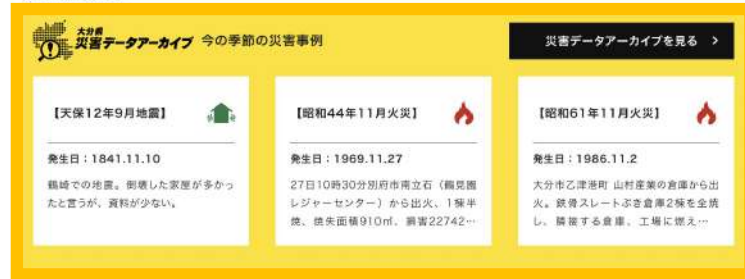 大分県
災害データアーカイブ 今の季節の災害事例
災害データアーカイブを見る >
【天保12年9月地震】
発生日：1841.11.10
鶴崎での地震。倒壊した家屋が多かっ
たと言うが、資料が少ない。
【昭和44年11月火災】
発生日：1969.11.27
27日10時30分別府市南立石（鶴見園
レジャーセンター）から出火、1棟半
焼、焼失面積910㎡、損害22742…
【昭和61年11月火災】
発生日：1986.11.2
大分市乙津港町 山村産業の倉庫から出
火。鉄骨スレートぶき倉庫2棟を全焼
し、隣接する倉庫、工場に燃え…